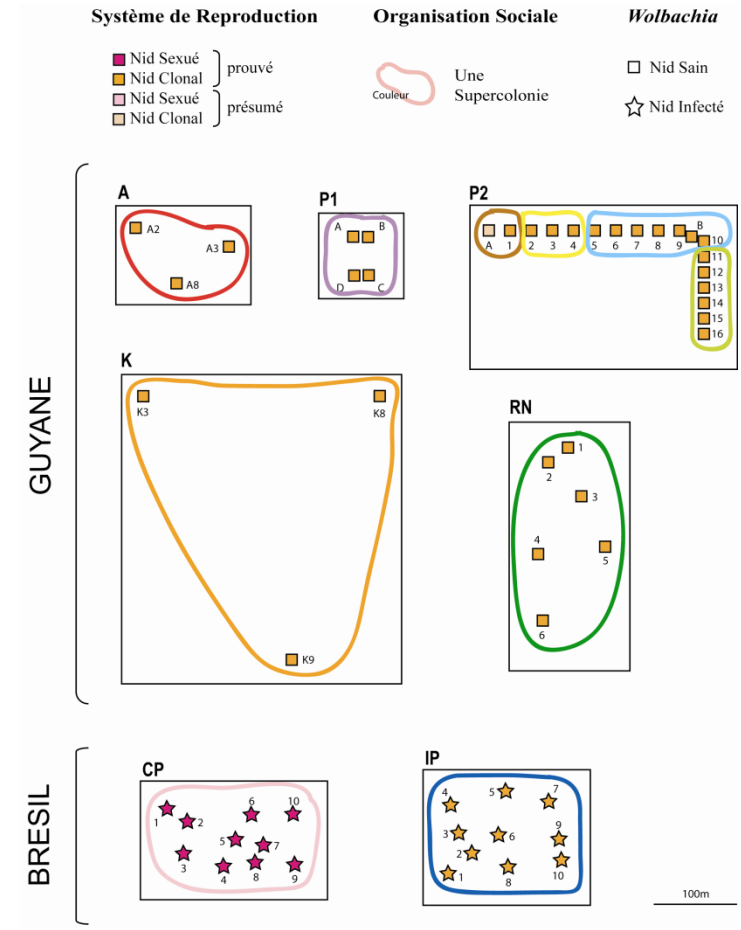 Système de Reproduction
Organisation Sociale
Wolbachia
Nid Sexué
Nid Clonal
prouvé
Nid Sexué
Nid Clonal
présumé
Couleur
Une
Supercolonie
Nid Sain
Nid Infecté
GUYANE
A
A2
A3
A8
P1
A
B
D
C
P2
A
1
2
3
4
5
6
7
8
9
B
10
11
12
13
14
15
16
K
K3
K8
K9
RN
1
2
3
4
5
6
BRESIL
CP
1
2
3
4
5
6
7
8
9
10
IP
1
2
3
4
5
6
7
8
9
10
100m